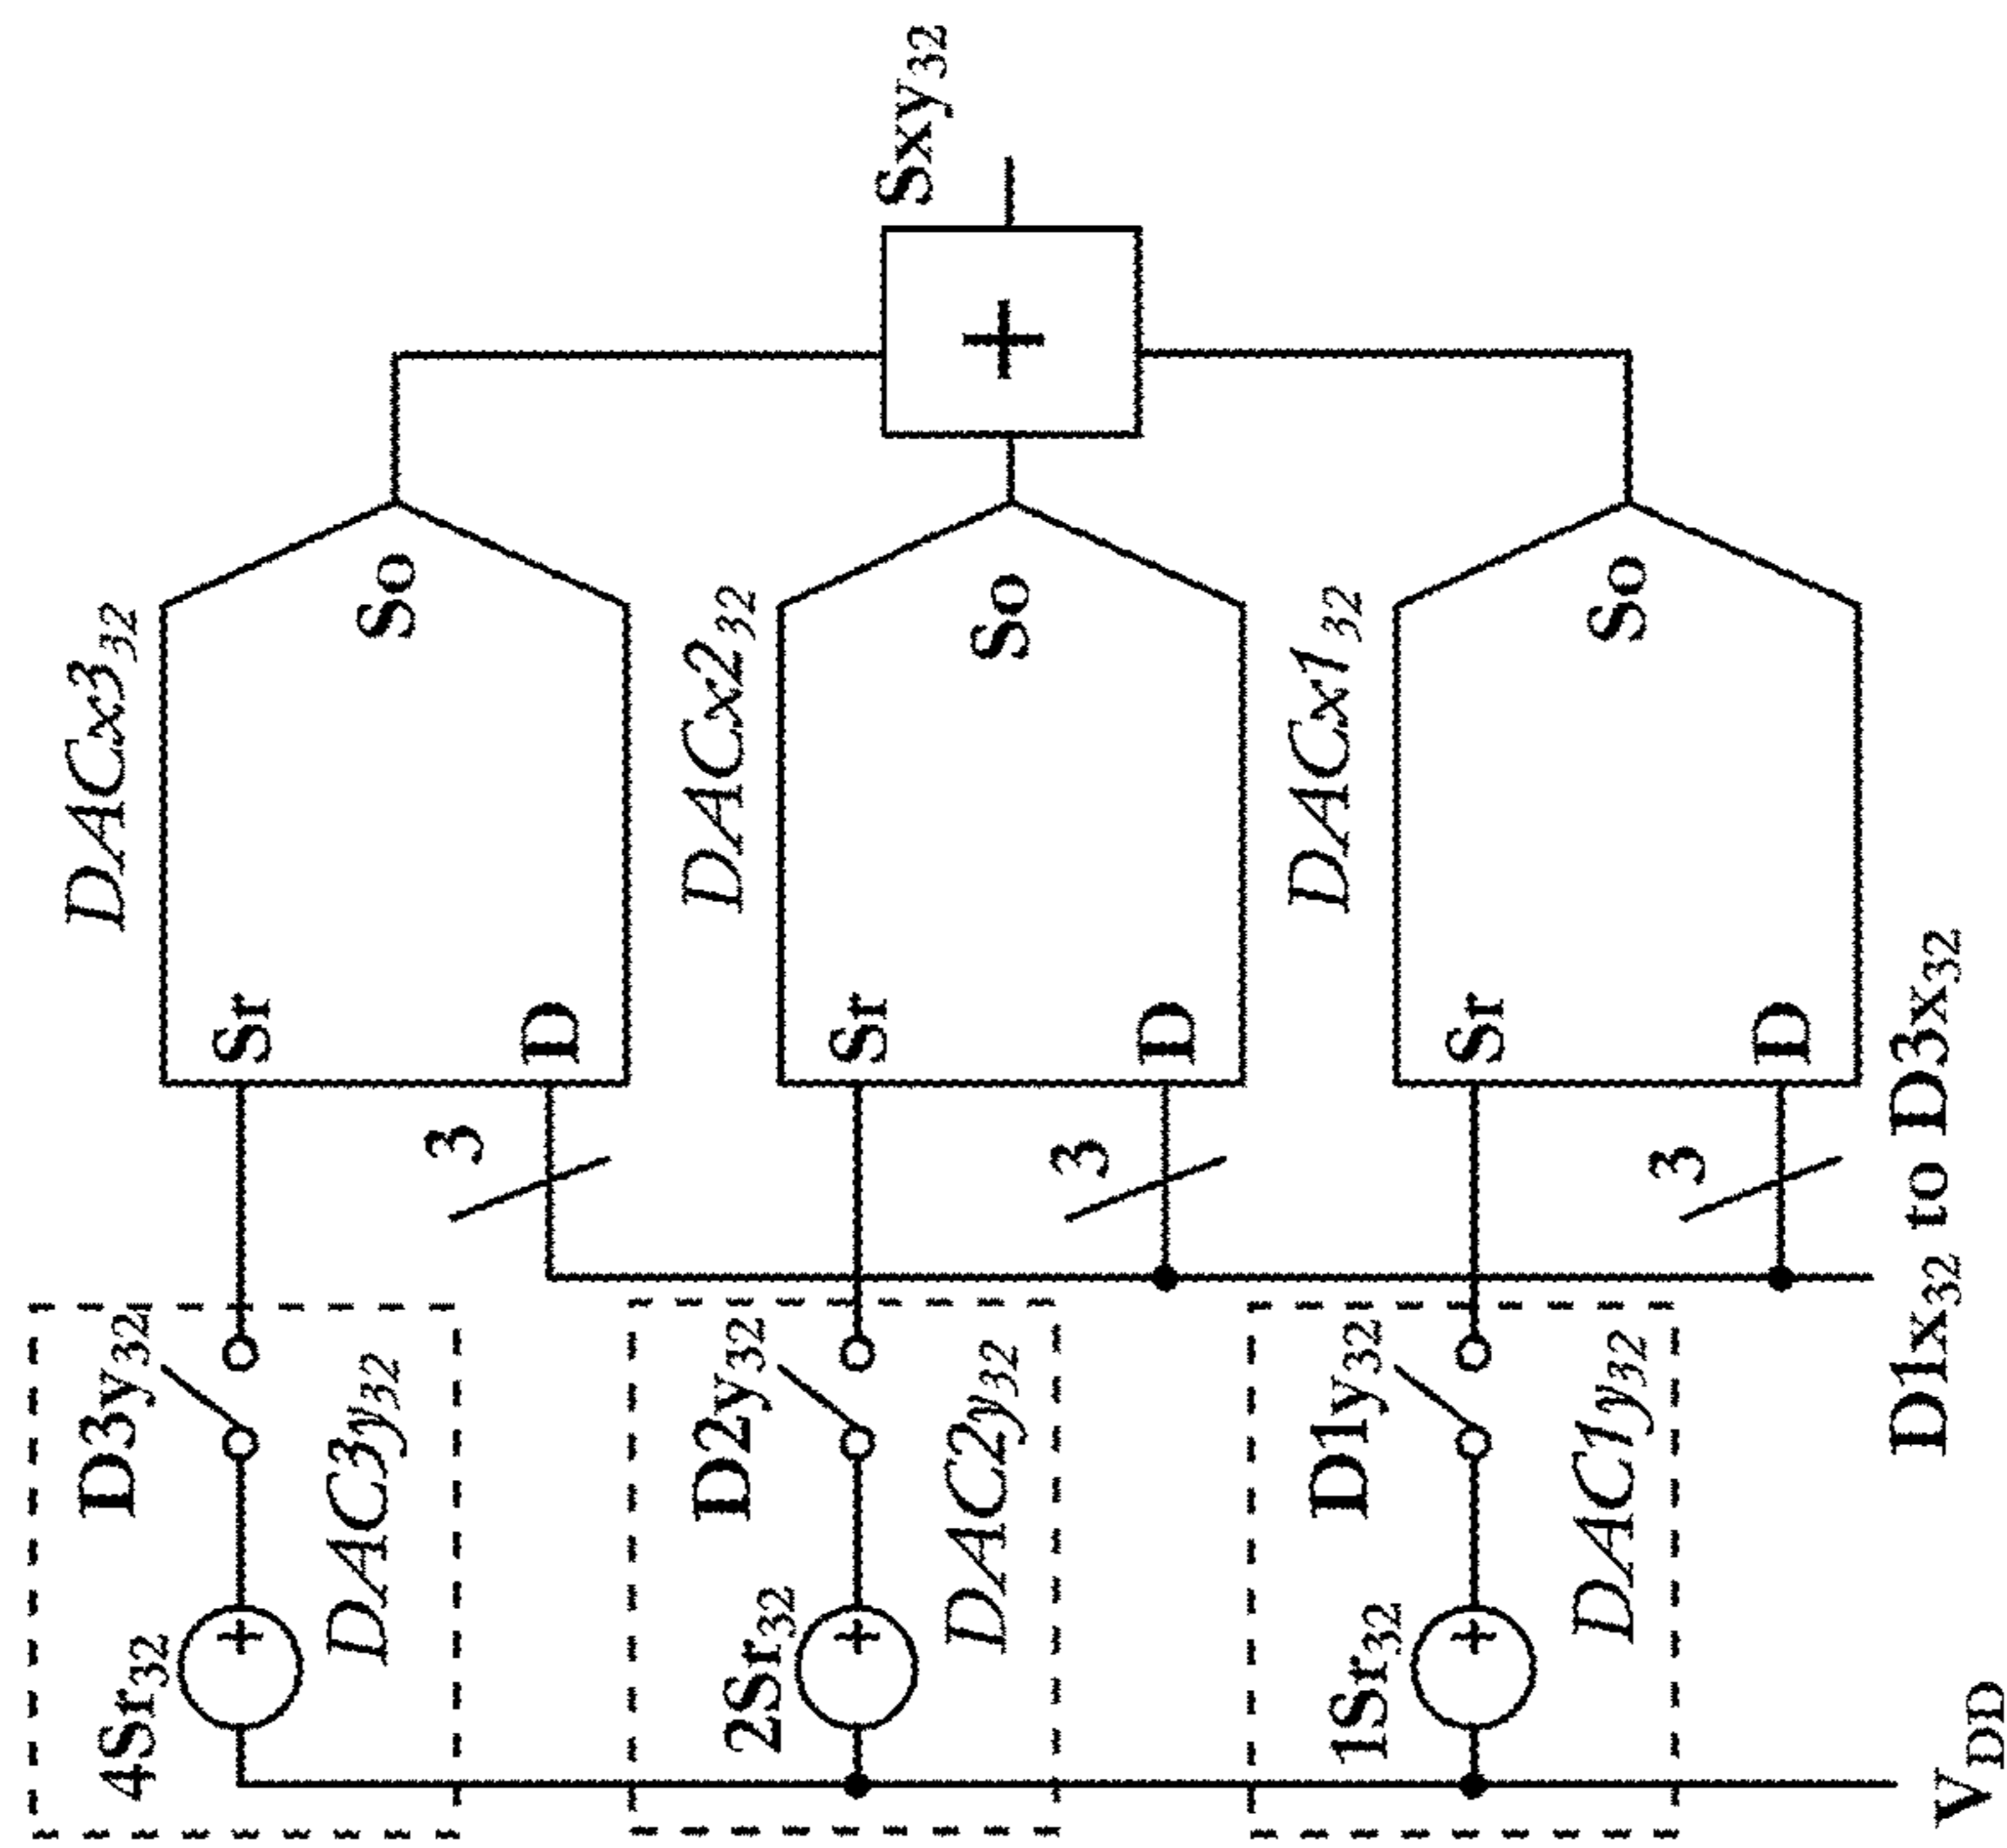 4Sr32
D3y32
DAC3y32
3
Sr
D
DACx332
So
2Sr32
D2y32
DAC2y32
3
Sr
D
DACx232
So
+
Sxy32
1Sr32
D1y32
DAC1y32
3
Sr
D
DACx132
So
VDD
D1x32 to D3x32